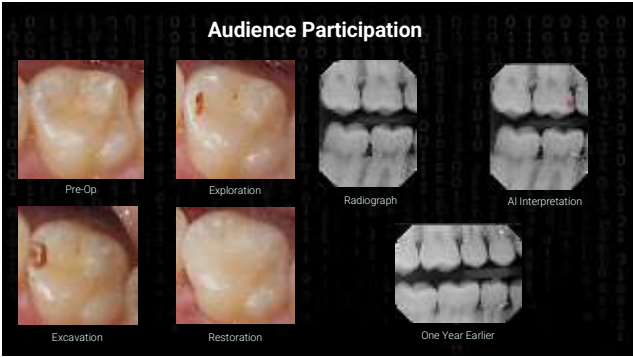 Audience Participation
Pre-Op
Exploration
Radiograph
AI Interpretation
Excavation
Restoration
One Year Earlier